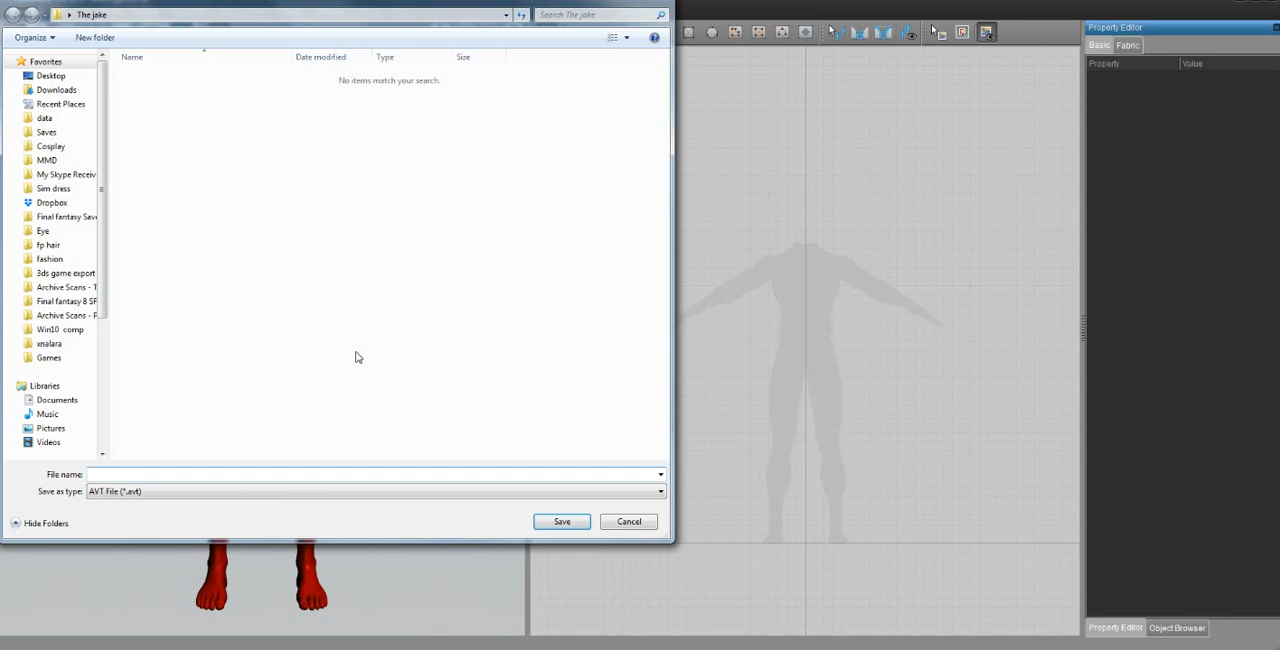 The jake
Search The jake
Organize
New folder
Name
Date modified
Type
Size
No items match your search.
Favorites
Desktop
Downloads
Recent Places
data
Saves
Cosplay
MMD
My Skype Receiv
Sim dress
Dropbox
Final fantasy Save
Eye
fp hair
fashion
3ds game export
Archive Scans - T
Final fantasy 8 SF
Archive Scans - F
Win10 comp
xnalara
Games
Libraries
Documents
Music
Pictures
Videos
File name:
Save as type:
AVT File (*.avt)
Hide Folders
Save
Cancel
Property Editor
Basic
Fabric
Property
Value
Property Editor
Object Browser